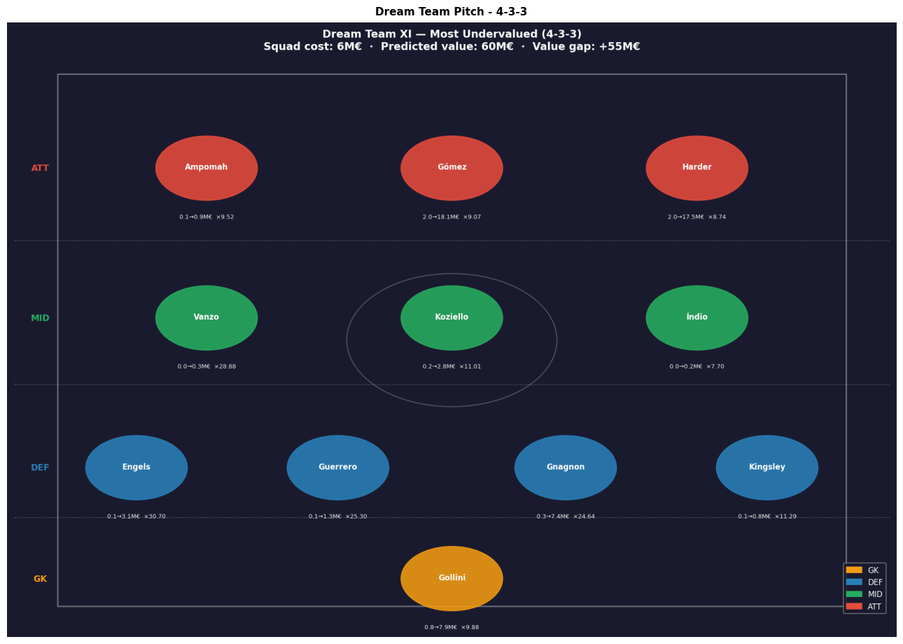 Dream Team Pitch - 4-3-3
Dream Team XI — Most Undervalued (4-3-3)
Squad cost: 6M€ · Predicted value: 60M€ · Value gap: +55M€
ATT
Ampomah
Gómez
Harder
0.1→0.9M€ ×9.52
2.0→18.1M€ ×9.07
2.0→17.5M€ ×8.74
MID
Vanzo
Koziello
Índio
0.0→0.3M€ ×28.88
0.2→2.8M€ ×11.01
0.0→0.2M€ ×7.70
DEF
Engels
Guerrero
Gnagnon
Kingsley
0.1→3.1M€ ×30.70
0.1→1.3M€ ×25.30
0.3→7.4M€ ×24.64
0.1→0.8M€ ×11.29
GK
Gollini
0.8→7.9M€ ×9.88
GK
DEF
MID
ATT